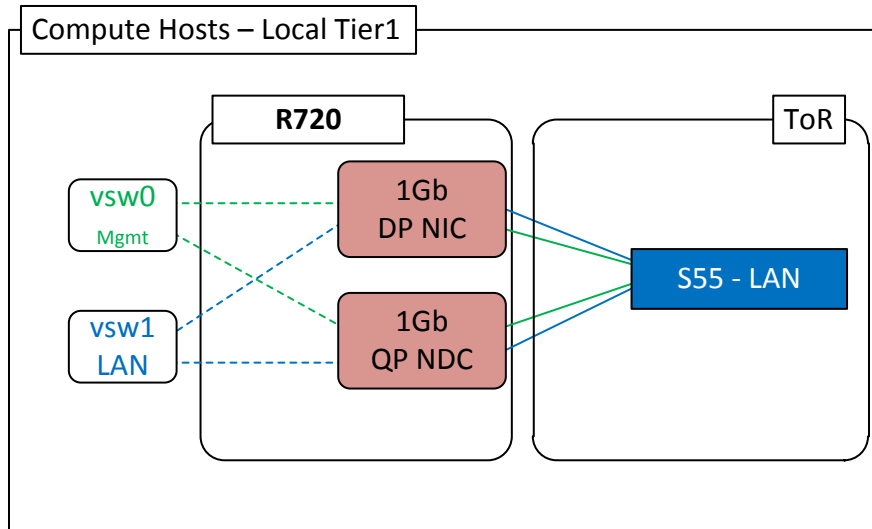 Compute Hosts – Local Tier1
R720
ToR
vsw0
Mgmt
1Gb
DP NIC
S55 - LAN
vsw1
LAN
1Gb
QP NDC